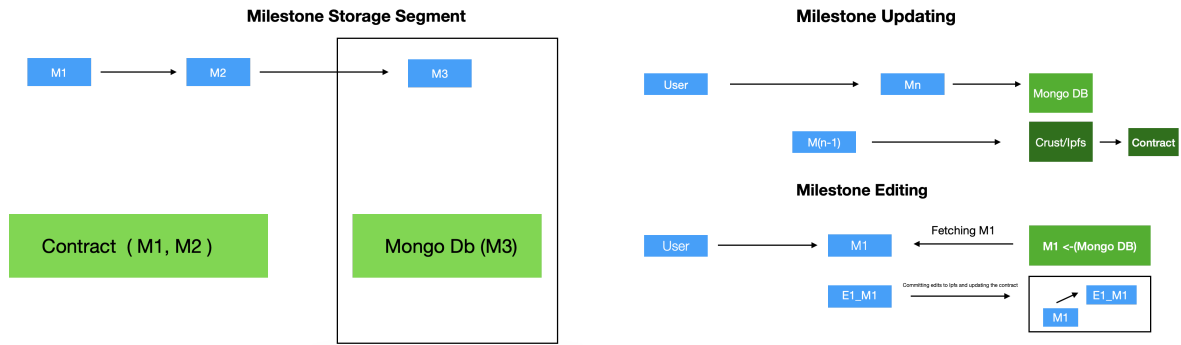 Milestone Storage Segment
M1
M2
M3
Contract ( M1, M2 )
Mongo Db (M3)
Milestone Updating
User
Mn
Mongo DB
M(n-1)
Crust/Ipfs
Contract
Milestone Editing
User
M1
Fetching M1
M1 <-(Mongo DB)
E1_M1
Committing edits to Ipfs and updating the contract
E1_M1
M1